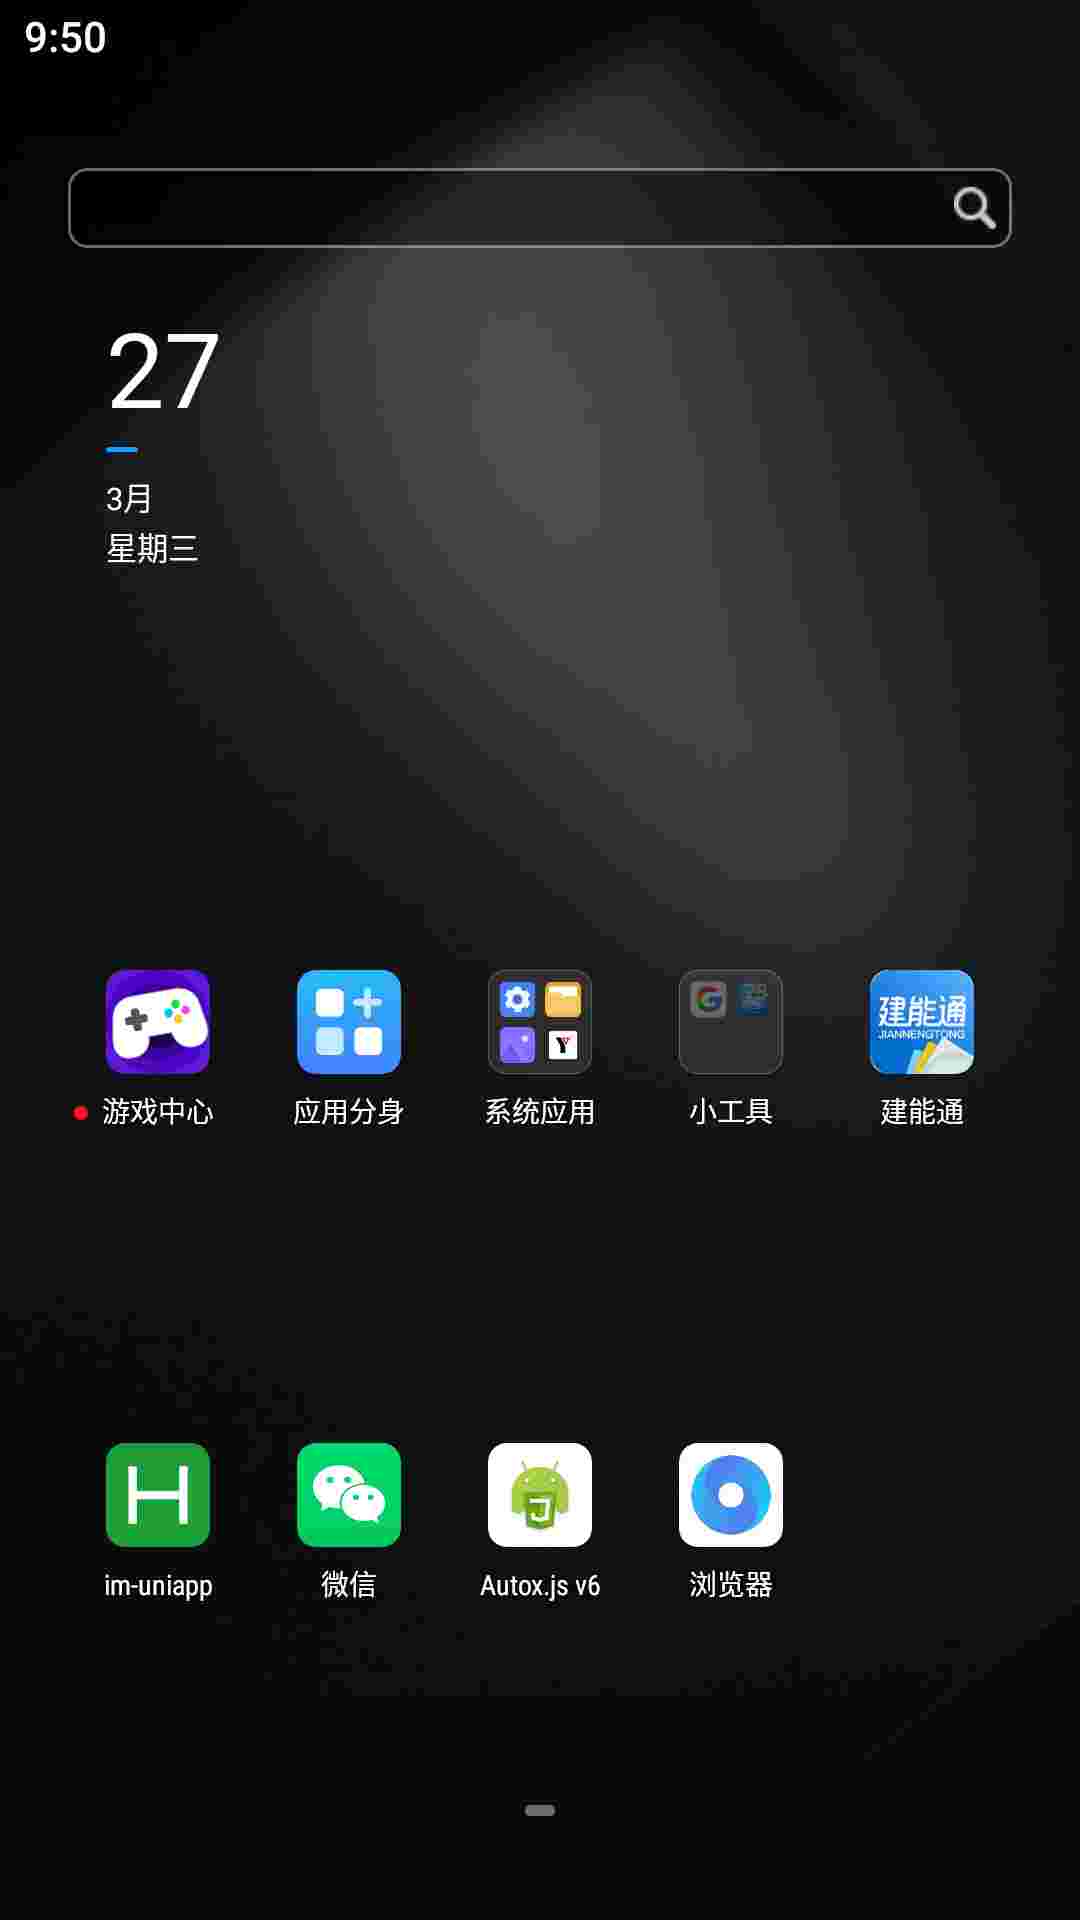 9:50
27
3月
星期三
建能通
JIANNENGTONG
游戏中心
应用分身
系统应用
小工具
建能通
im-uniapp
微信
Autox.js v6
浏览器